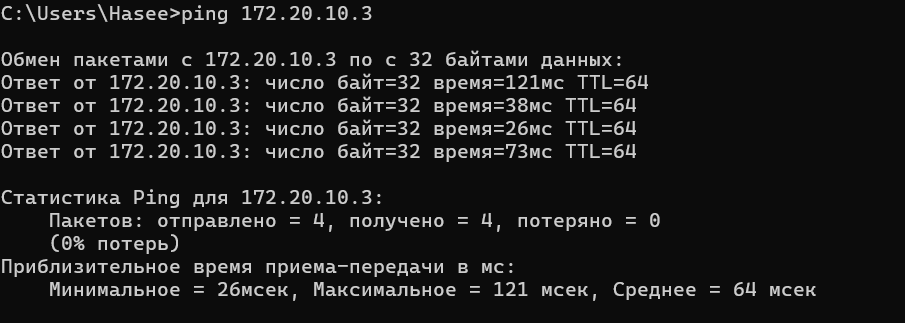 C:\Users\Hasee>ping 172.20.10.3
Обмен пакетами с 172.20.10.3 по с 32 байтами данных:
Ответ от 172.20.10.3: число байт=32 время=121мс TTL=64
Ответ от 172.20.10.3: число байт=32 время=38мс TTL=64
Ответ от 172.20.10.3: число байт=32 время=26мс TTL=64
Ответ от 172.20.10.3: число байт=32 время=73мс TTL=64
Статистика Ping для 172.20.10.3:
Пакетов: отправлено = 4, получено = 4, потеряно = 0
(0% потерь)
Приблизительное время приема-передачи в мс:
Минимальное = 26мсек, Максимальное = 121 мсек, Среднее = 64 мсек